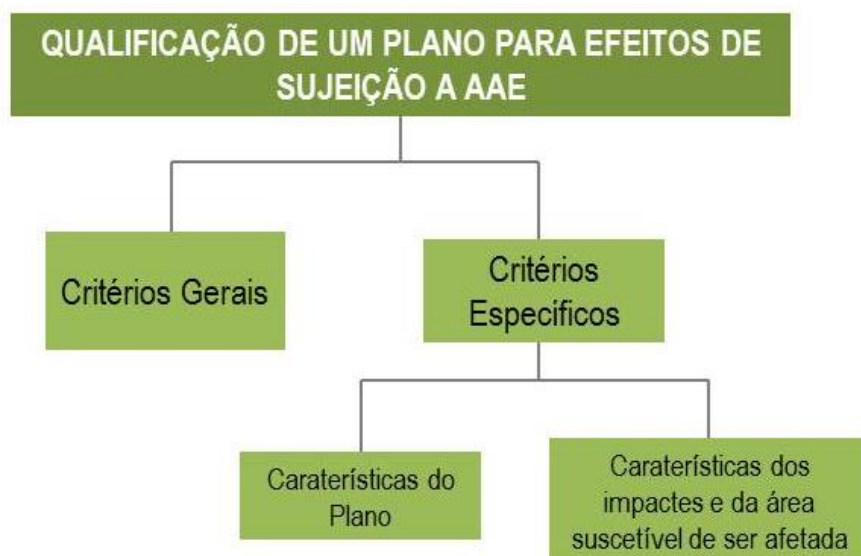 QUALIFICAÇÃO DE UM PLANO PARA EFEITOS DE
SUJEIÇÃO A AAE
Critérios Gerais
Critérios
Específicos
Caraterísticas do
Plano
Caraterísticas dos
impactes e da área
suscetível de ser afetada